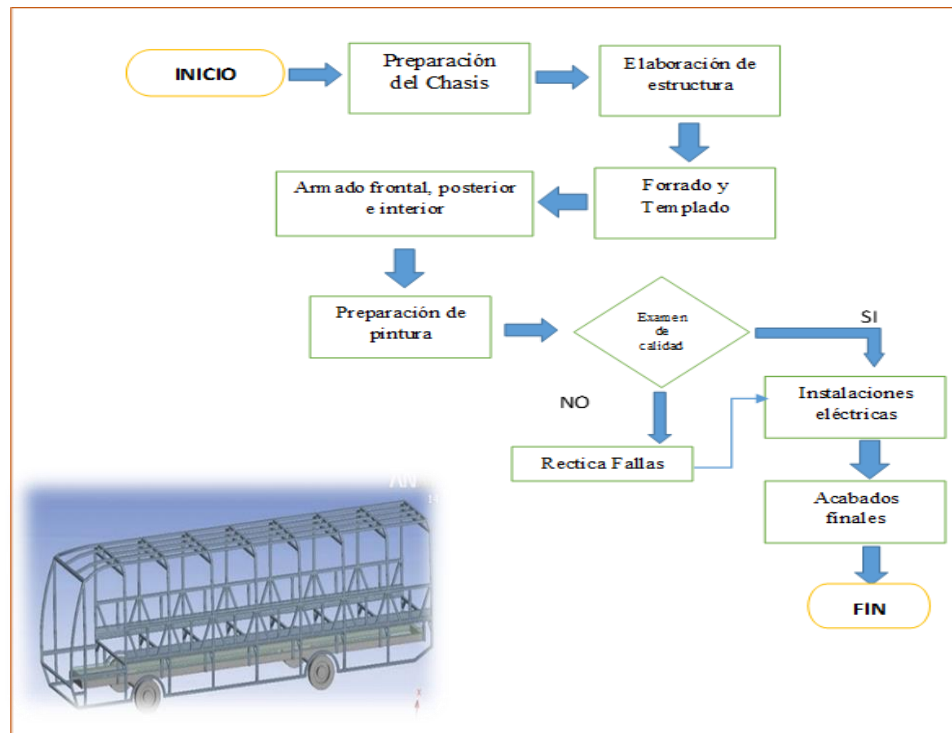 INICIO
Preparación
del Chasis
Elaboración de
estructura
Armado frontal, posterior
e interior
Forrado y
Templado
Preparación de
pintura
Examen
de
calidad
SI
NO
Instalaciones
eléctricas
Rectica Fallas
Acabados
finales
FIN
AN